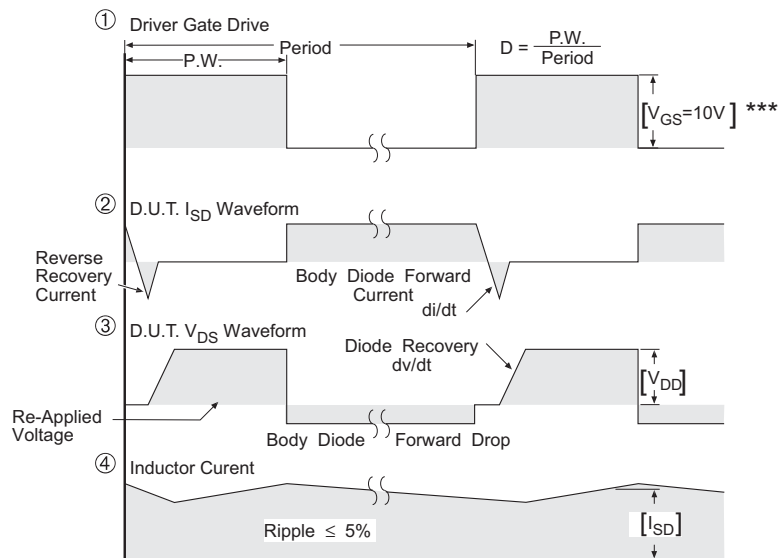 ① Driver Gate Drive
P.W.
Period
D = P.W.
Period
[VGS=10V] ***
② D.U.T. ISD Waveform
Reverse
Recovery
Current
Body Diode Forward
Current
di/dt
③ D.U.T. VDS Waveform
Diode Recovery
dv/dt
[VDD]
Re-Applied
Voltage
Body Diode Forward Drop
④ Inductor Curent
Ripple ≤ 5%
[ISD]